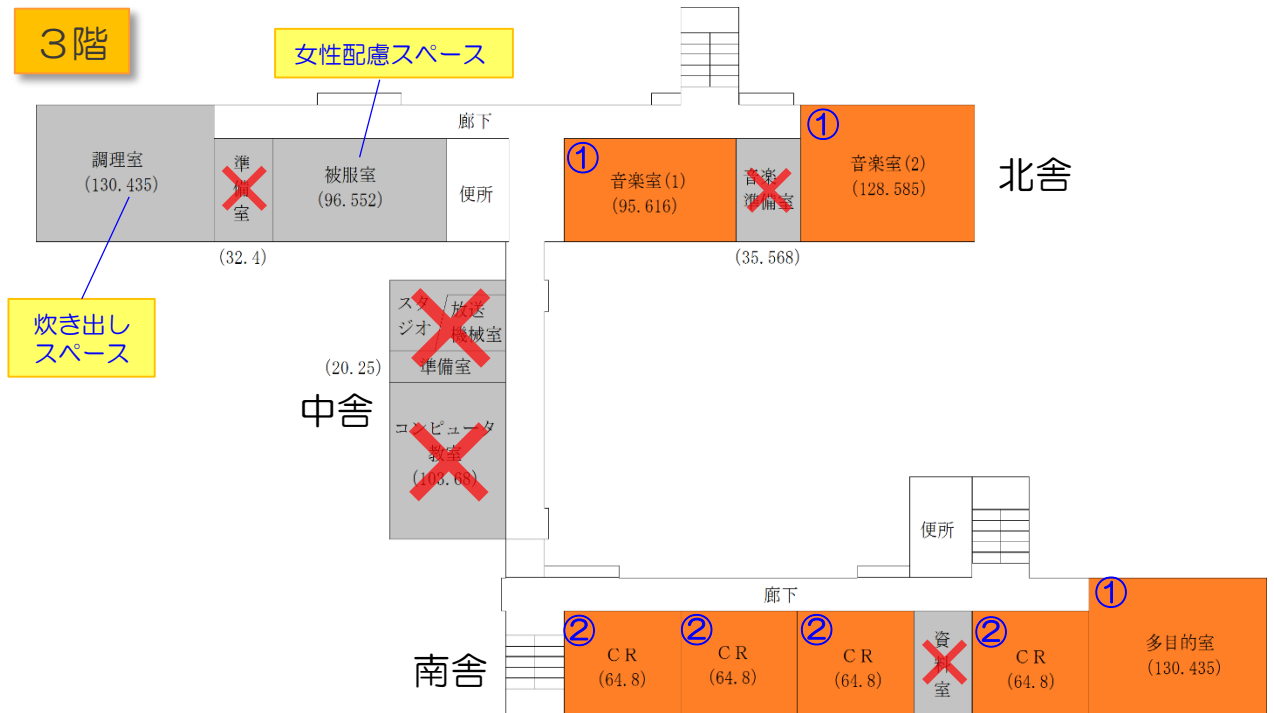 3階
女性配慮スペース
廊下
調理室
(130.435)
準
備
室
被服室
(96.552)
便所
①
音楽室(1)
(95.616)
音楽
準備室
①
音楽室(2)
(128.585)
北舎
(32.4)
(35.568)
炊き出し
スペース
スタ
ジオ
放送
機械室
(20.25)
準備室
中舎
コンピュータ
教室
(103.68)
便所
廊下
①
多目的室
(130.435)
南舎
②
CR
(64.8)
②
CR
(64.8)
②
CR
(64.8)
資
料
室
②
CR
(64.8)